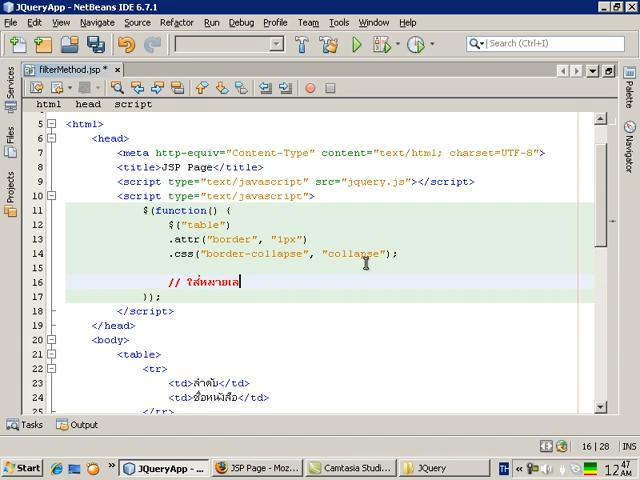 JQueryApp - NetBeans 6.7.1
File Edit View Navigate Source Refactor Run Debug Profile Team Tools Window Help
Search (Ctrl+I)
filterMethod.jsp *
html head script
Services
Files
Projects
Palette
Navigator
5 <html>
6 <head>
7 <meta http-equiv="Content-Type" content="text/html; charset=UTF-8">
8 <title>JSP Page</title>
9 <script type="text/javascript" src="jquery.js"></script>
10 <script type="text/javascript">
11 $(function() {
12 $("table")
13 .attr("border", "1px")
14 .css("border-collapse", "collapse");
15
16 // ใส่หมายเล
17 });
18 </script>
19 </head>
20 <body>
21 <table>
22 <tr>
23 <td>ลำดับ</td>
24 <td>ชื่อหนังสือ</td>
25 </tr>
Tasks Output
16 | 28 INS
Start JQueryApp - ... JSP Page - Moz... Camtasia Studi... JQuery TH « 12:47 AM